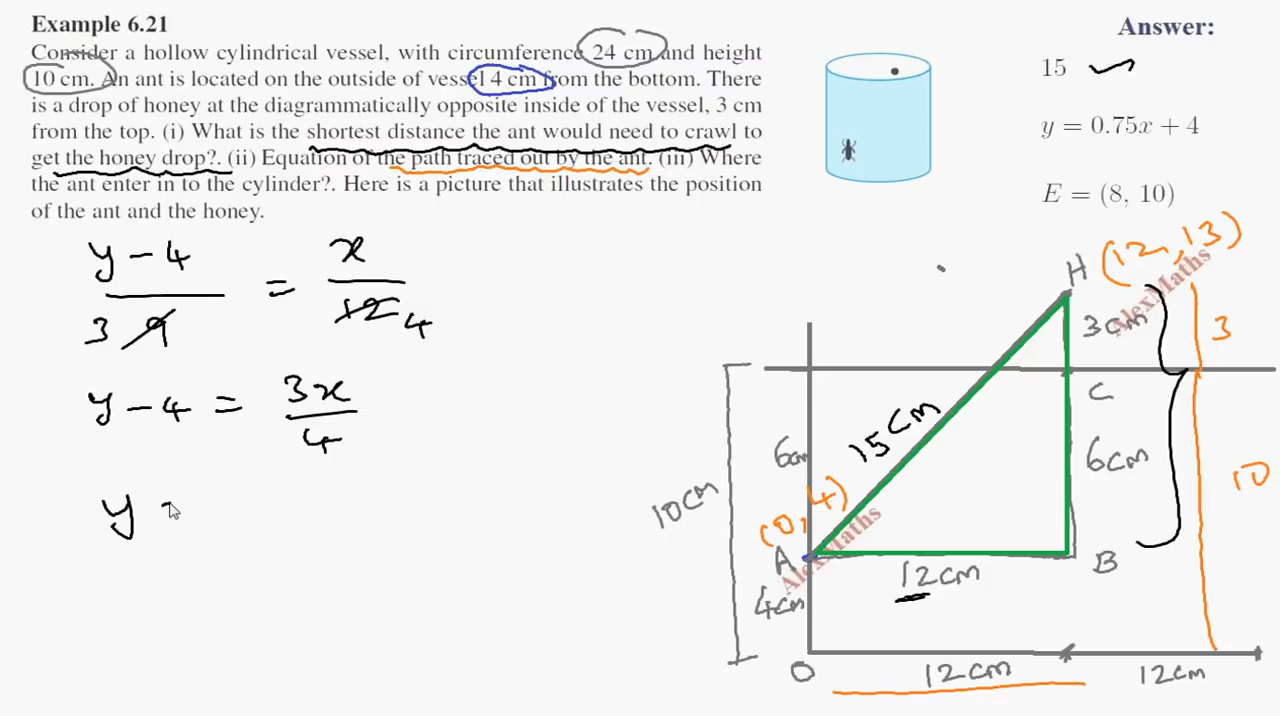 Example 6.21
Consider a hollow cylindrical vessel, with circumference 24 cm and height
10 cm. An ant is located on the outside of vessel 4 cm from the bottom. There
is a drop of honey at the diagrammatically opposite inside of the vessel, 3 cm
from the top. (i) What is the shortest distance the ant would need to crawl to
get the honey drop?. (ii) Equation of the path traced out by the ant. (iii) Where
the ant enter in to the cylinder?. Here is a picture that illustrates the position
of the ant and the honey.
Answer:
15
y = 0.75x + 4
E = (8, 10)
y - 4 = x
3 9 12 4
y - 4 = 3x
4
y =
H (12, 13)
AlexMaths
3cm
3
C
15cm
6cm
6cm
10
10cm
(0, 4)
A
AlexMaths
B
12cm
4cm
O
12cm
12cm